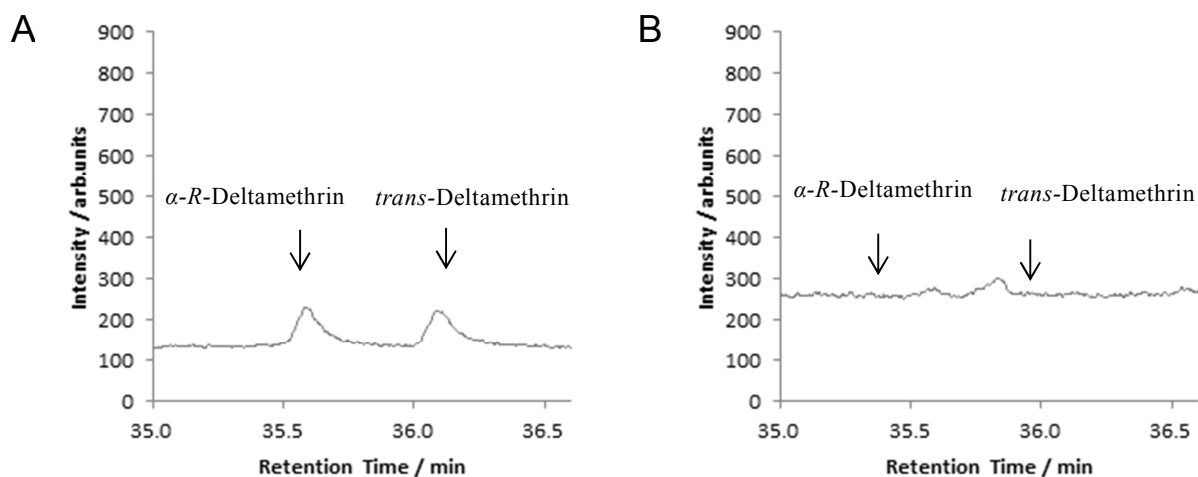 A
900
800
700
600
500
400
300
200
100
0
Intensity / arb.units
α-R-Deltamethrin
trans-Deltamethrin
35.0
35.5
36.0
36.5
Retention Time / min
B
900
800
700
600
500
400
300
200
100
0
Intensity / arb.units
α-R-Deltamethrin
trans-Deltamethrin
35.0
35.5
36.0
36.5
Retention Time / min